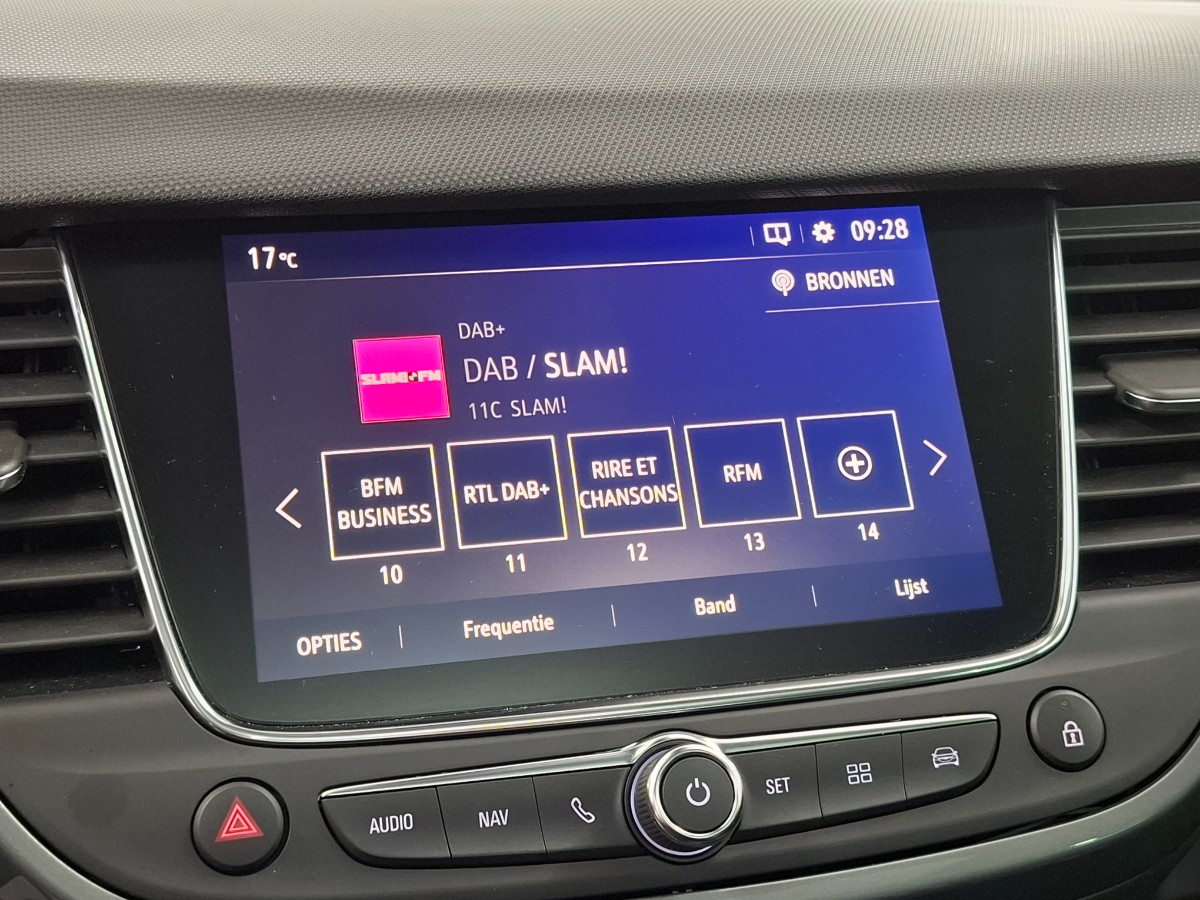 17°C
09:28
BRONNEN
DAB+
DAB / SLAM!
SLAM!FM
11C SLAM!
BFM
BUSINESS
RTL DAB+
RIRE ET
CHANSONS
RFM
10
11
12
13
14
OPTIES
Frequentie
Band
Lijst
AUDIO
NAV
SET